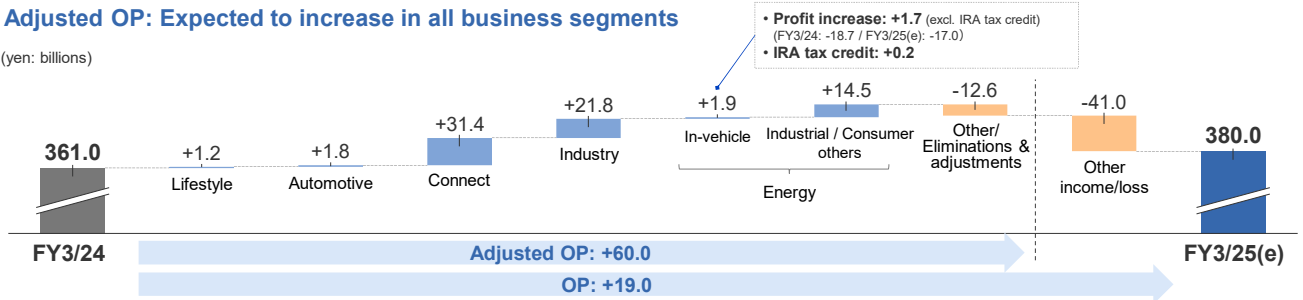 Adjusted OP: Expected to increase in all business segments
(yen: billions)
• Profit increase: +1.7 (excl. IRA tax credit)
(FY3/24: -18.7 / FY3/25(e): -17.0)
• IRA tax credit: +0.2
361.0
+1.2
+1.8
+31.4
+21.8
+1.9
+14.5
-12.6
-41.0
380.0
Lifestyle
Automotive
Connect
Industry
In-vehicle
Industrial / Consumer
others
Energy
Other/
Eliminations &
adjustments
Other
income/loss
FY3/24
FY3/25(e)
Adjusted OP: +60.0
OP: +19.0